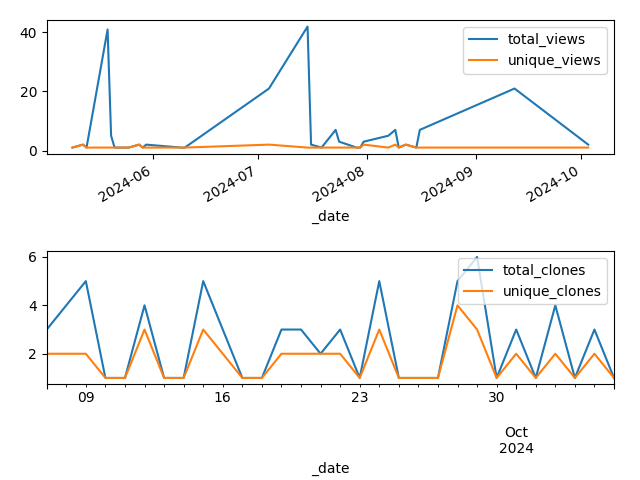 40
20
0
total_views
unique_views
2024-06
2024-07
2024-08
2024-09
2024-10
_date
6
4
2
total_clones
unique_clones
09
16
23
30
Oct
2024
_date